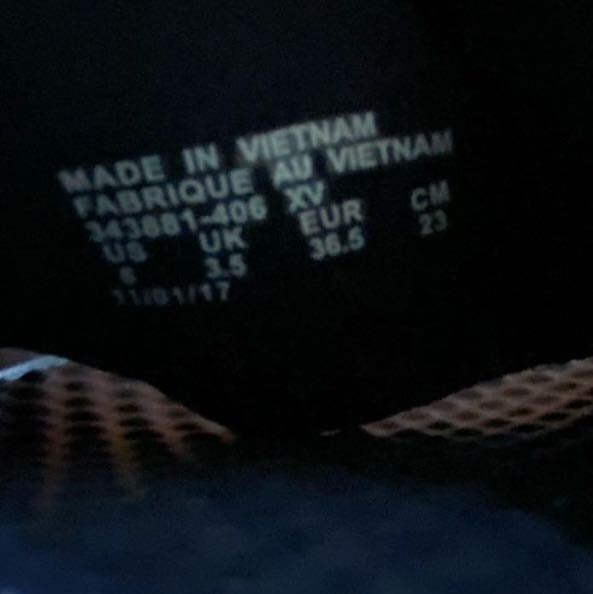 MADE IN VIETNAM
FABRIQUE AU VIETNAM
343881-406 XV
US UK EUR CM
6 3.5 36.5 23
11/01/17